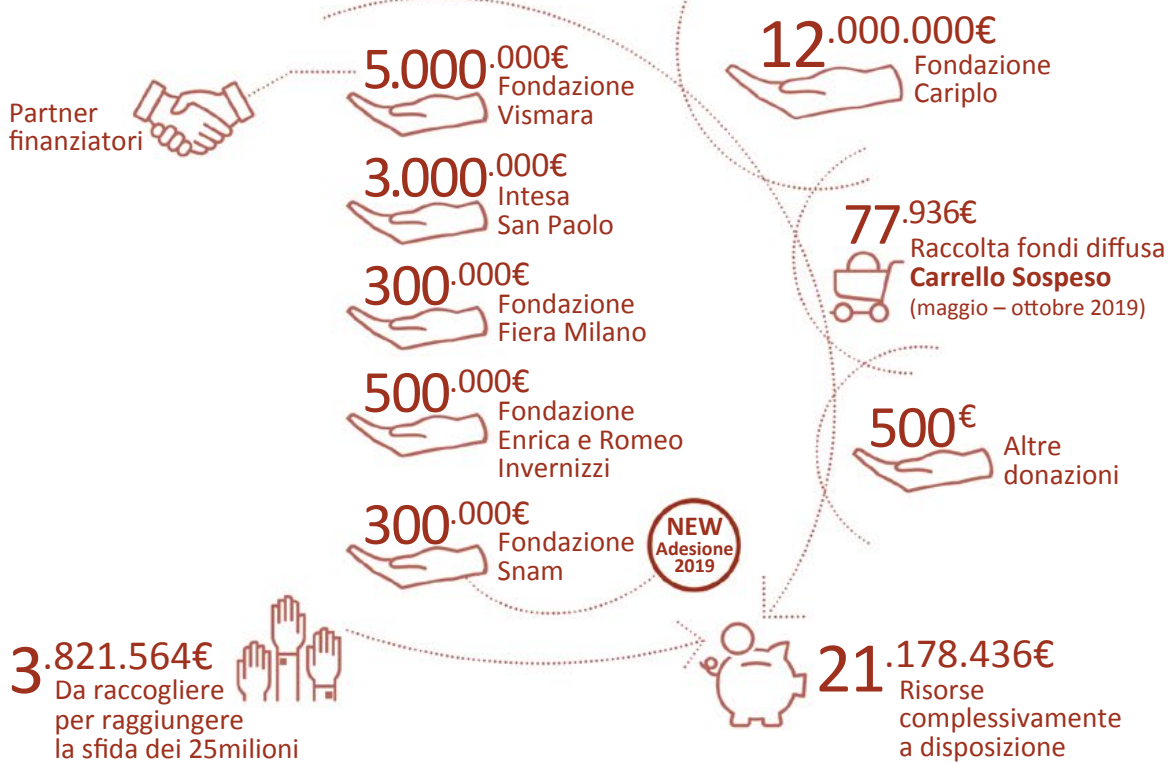 Partner
finanziatori
5.000.000€
Fondazione
Vismara
3.000.000€
Intesa
San Paolo
300.000€
Fondazione
Fiera Milano
500.000€
Fondazione
Enrica e Romeo
Invernizzi
300.000€
Fondazione
Snam
NEW
Adesione
2019
12.000.000€
Fondazione
Cariplo
77.936€
Raccolta fondi diffusa
Carrello Sospeso
(maggio – ottobre 2019)
500€
Altre
donazioni
3.821.564€
Da raccogliere
per raggiungere
la sfida dei 25milioni
21.178.436€
Risorse
complessivamente
a disposizione